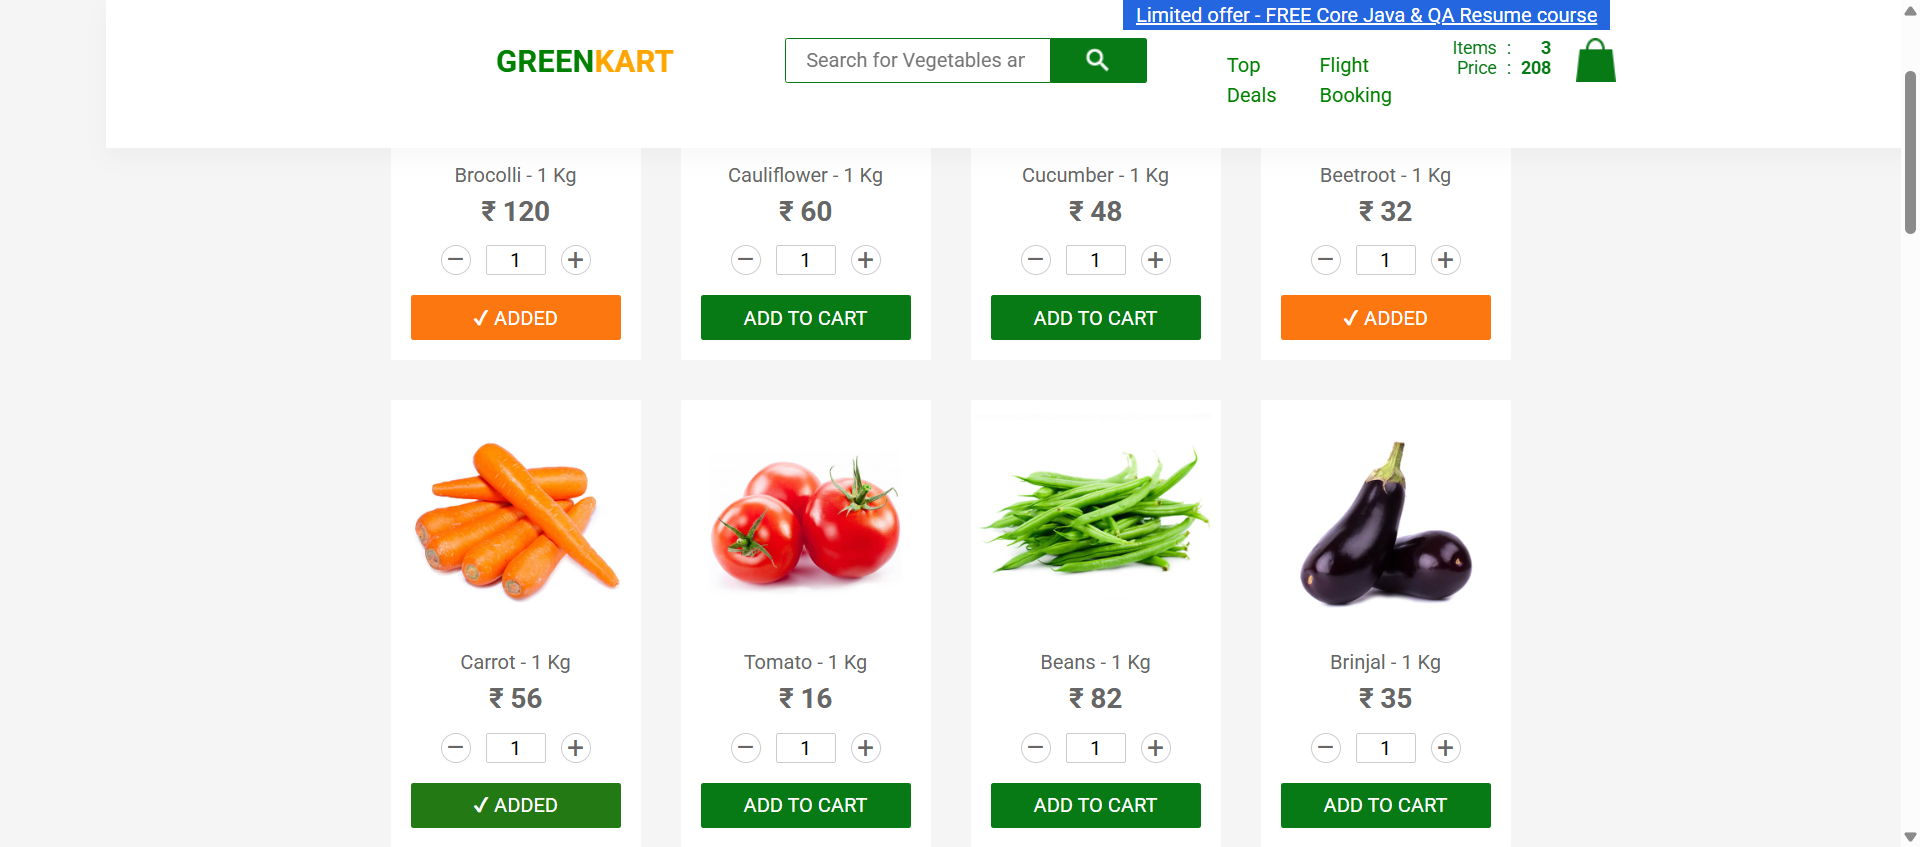 Limited offer - FREE Core Java & QA Resume course
GREENKART
Search for Vegetables ar
Top Deals
Flight Booking
Items : 3
Price : 208
Brocolli - 1 Kg
₹ 120
– 1 +
✓ ADDED
Cauliflower - 1 Kg
₹ 60
– 1 +
ADD TO CART
Cucumber - 1 Kg
₹ 48
– 1 +
ADD TO CART
Beetroot - 1 Kg
₹ 32
– 1 +
✓ ADDED
Carrot - 1 Kg
₹ 56
– 1 +
✓ ADDED
Tomato - 1 Kg
₹ 16
– 1 +
ADD TO CART
Beans - 1 Kg
₹ 82
– 1 +
ADD TO CART
Brinjal - 1 Kg
₹ 35
– 1 +
ADD TO CART